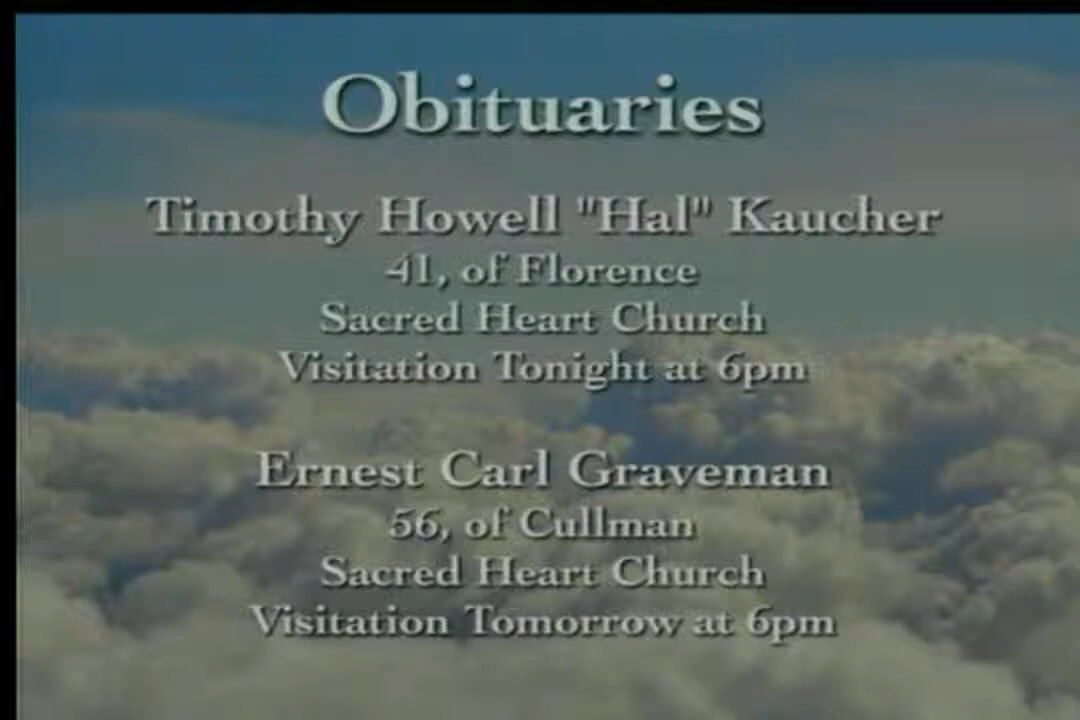 Obituaries
Timothy Howell "Hal" Kaucher
41, of Florence
Sacred Heart Church
Visitation Tonight at 6pm
Ernest Carl Graveman
56, of Cullman
Sacred Heart Church
Visitation Tomorrow at 6pm